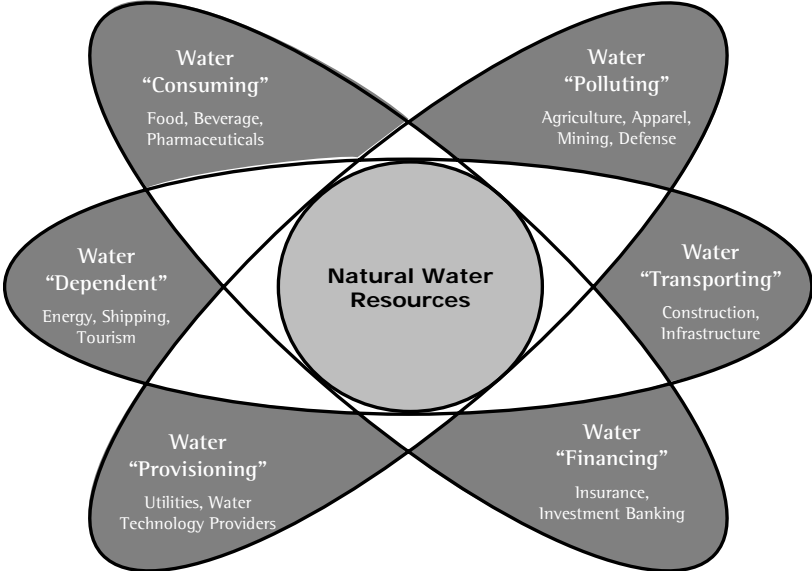 Water
“Consuming”
Food, Beverage,
Pharmaceuticals
Water
“Polluting”
Agriculture, Apparel,
Mining, Defense
Water
“Dependent”
Energy, Shipping,
Tourism
Natural Water
Resources
Water
“Transporting”
Construction,
Infrastructure
Water
“Provisioning”
Utilities, Water
Technology Providers
Water
“Financing”
Insurance,
Investment Banking